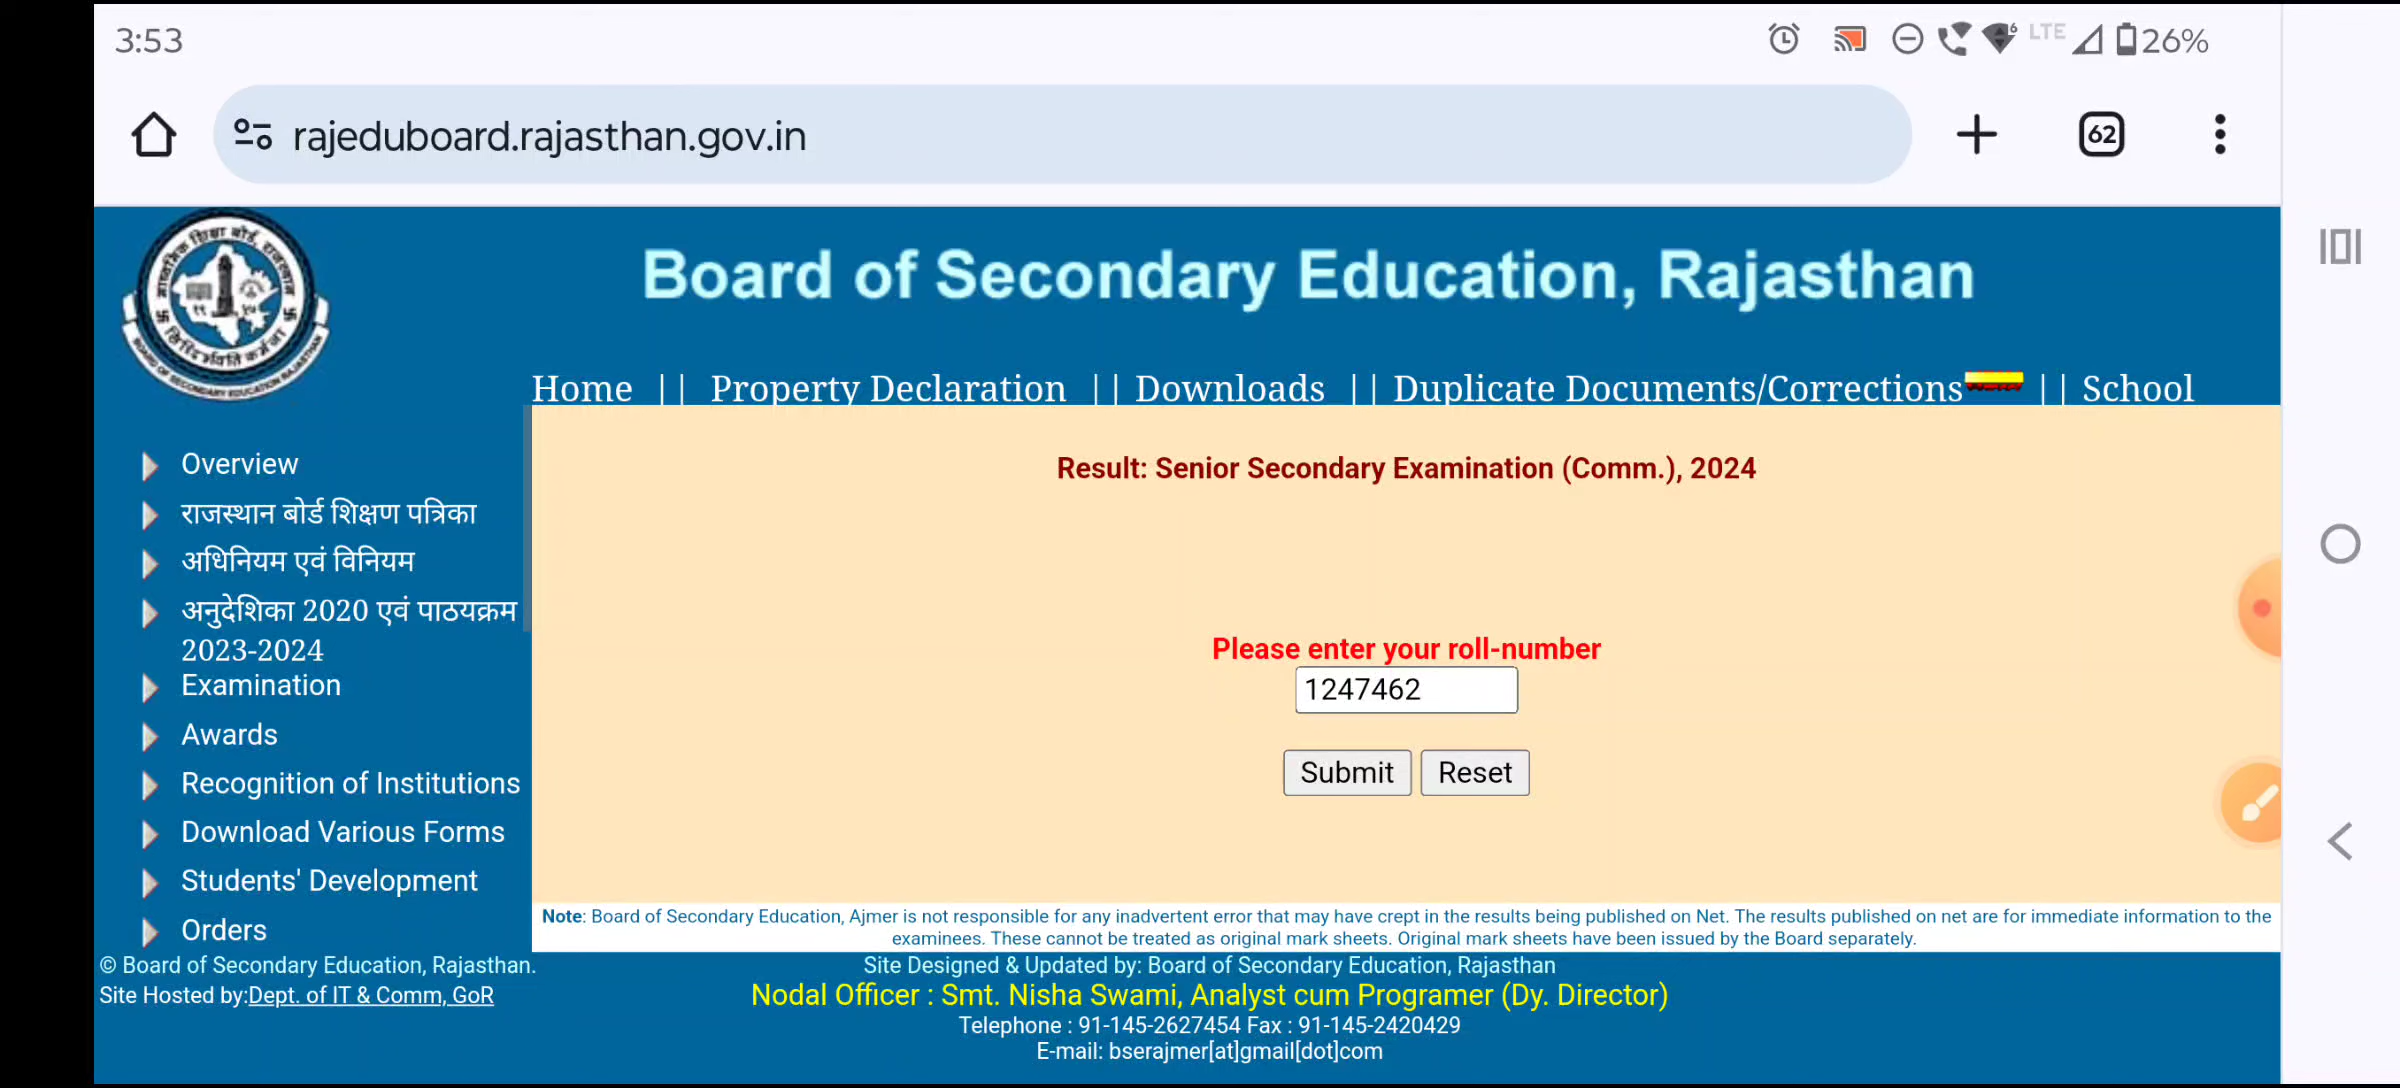 3:53
LTE
26%
rajeduboard.rajasthan.gov.in
62
Board of Secondary Education, Rajasthan
Home || Property Declaration || Downloads || Duplicate Documents/Corrections || School
Overview
राजस्थान बोर्ड शिक्षण पत्रिका
अधिनियम एवं विनियम
अनुदेशिका 2020 एवं पाठयक्रम
2023-2024
Examination
Awards
Recognition of Institutions
Download Various Forms
Students' Development
Orders
Result: Senior Secondary Examination (Comm.), 2024
Please enter your roll-number
1247462
Submit Reset
Note: Board of Secondary Education, Ajmer is not responsible for any inadvertent error that may have crept in the results being published on Net. The results published on net are for immediate information to the
examinees. These cannot be treated as original mark sheets. Original mark sheets have been issued by the Board separately.
© Board of Secondary Education, Rajasthan.
Site Hosted by:Dept. of IT & Comm, GoR
Site Designed & Updated by: Board of Secondary Education, Rajasthan
Nodal Officer : Smt. Nisha Swami, Analyst cum Programer (Dy. Director)
Telephone : 91-145-2627454 Fax : 91-145-2420429
E-mail: bserajmer[at]gmail[dot]com